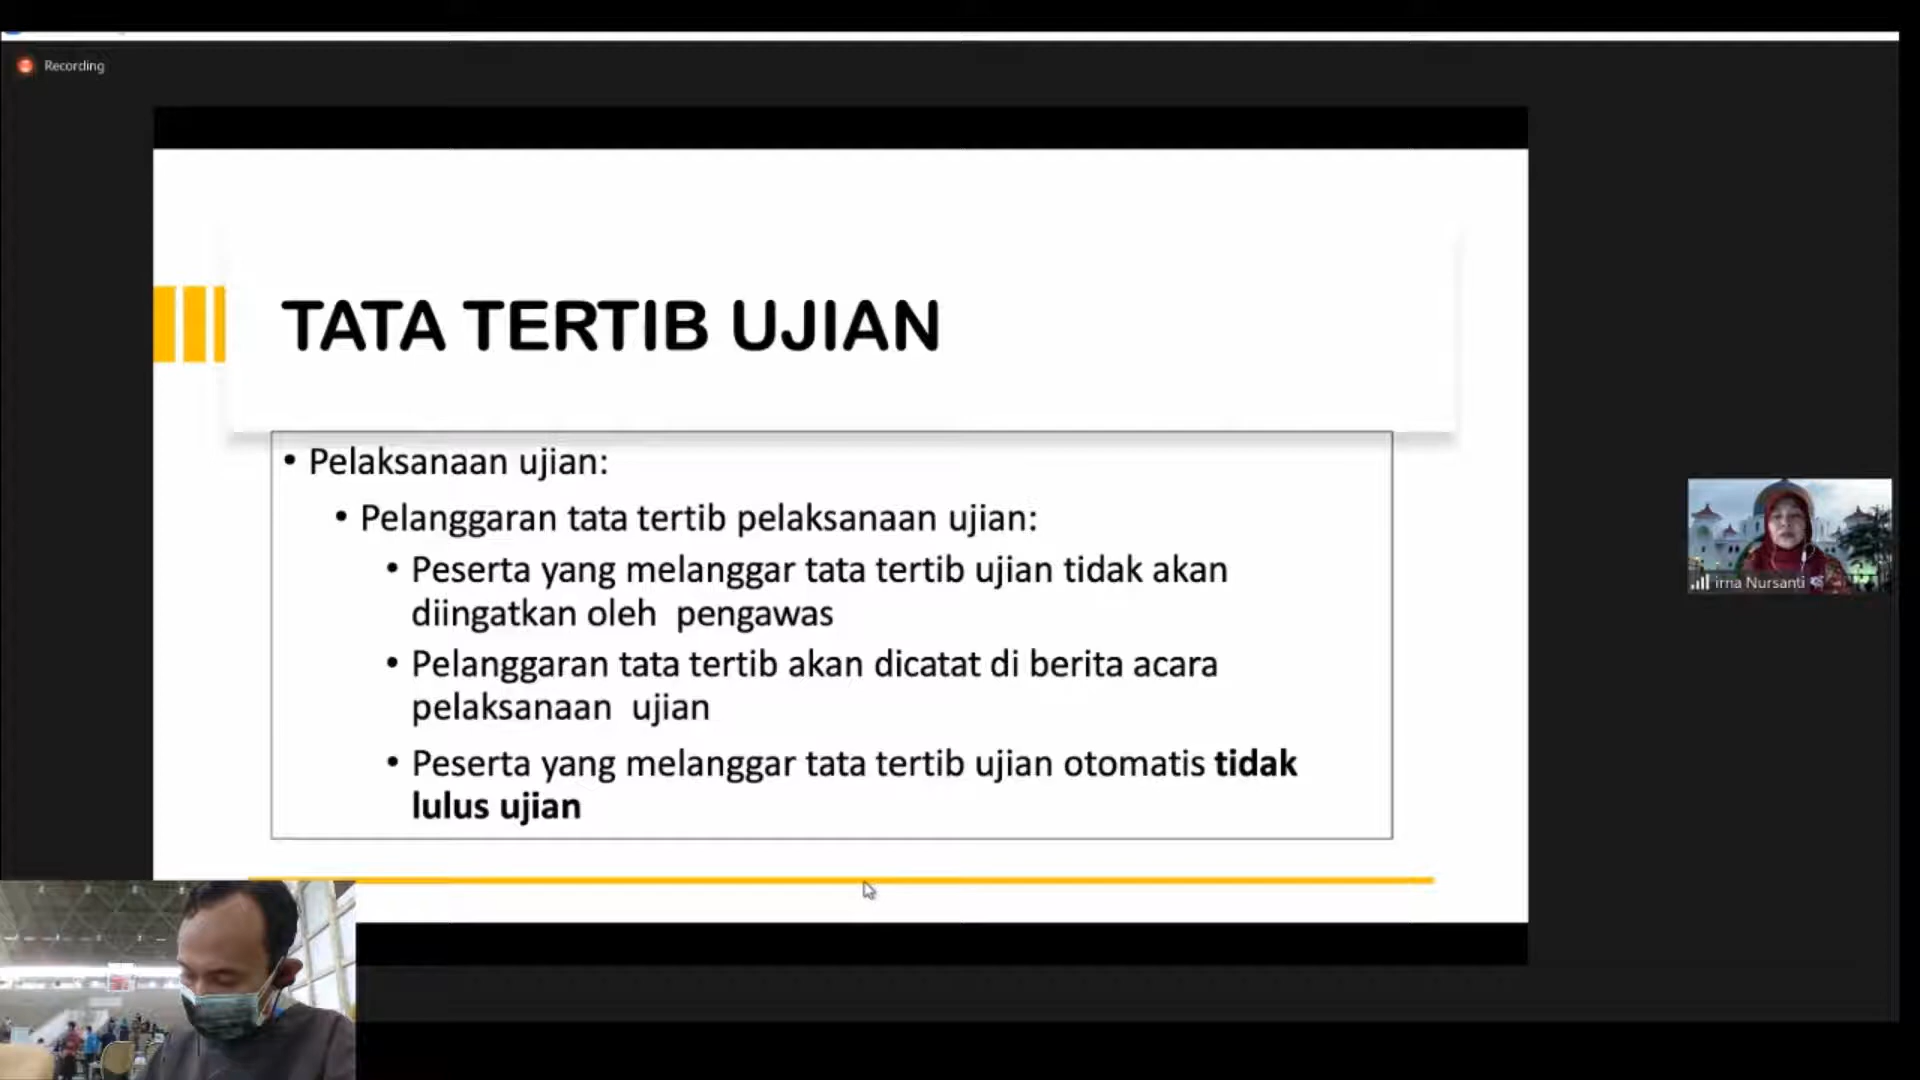 Recording
TATA TERTIB UJIAN
• Pelaksanaan ujian:
• Pelanggaran tata tertib pelaksanaan ujian:
• Peserta yang melanggar tata tertib ujian tidak akan
diingatkan oleh pengawas
• Pelanggaran tata tertib akan dicatat di berita acara
pelaksanaan ujian
• Peserta yang melanggar tata tertib ujian otomatis tidak
lulus ujian
irna Nursanti